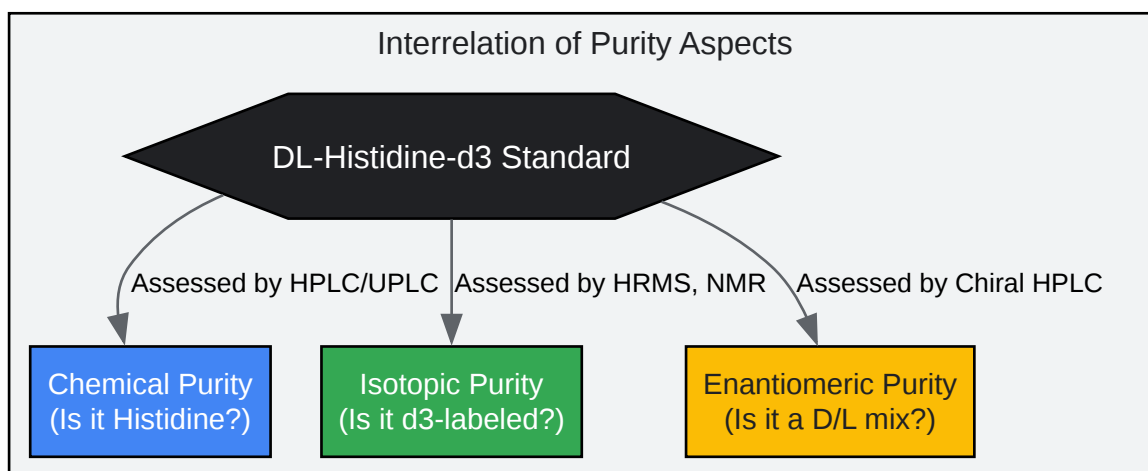 Interrelation of Purity Aspects
DL-Histidine-d3 Standard
Assessed by HPLC/UPLC
Assessed by HRMS, NMR
Assessed by Chiral HPLC
Chemical Purity
(Is it Histidine?)
Isotopic Purity
(Is it d3-labeled?)
Enantiomeric Purity
(Is it a D/L mix?)